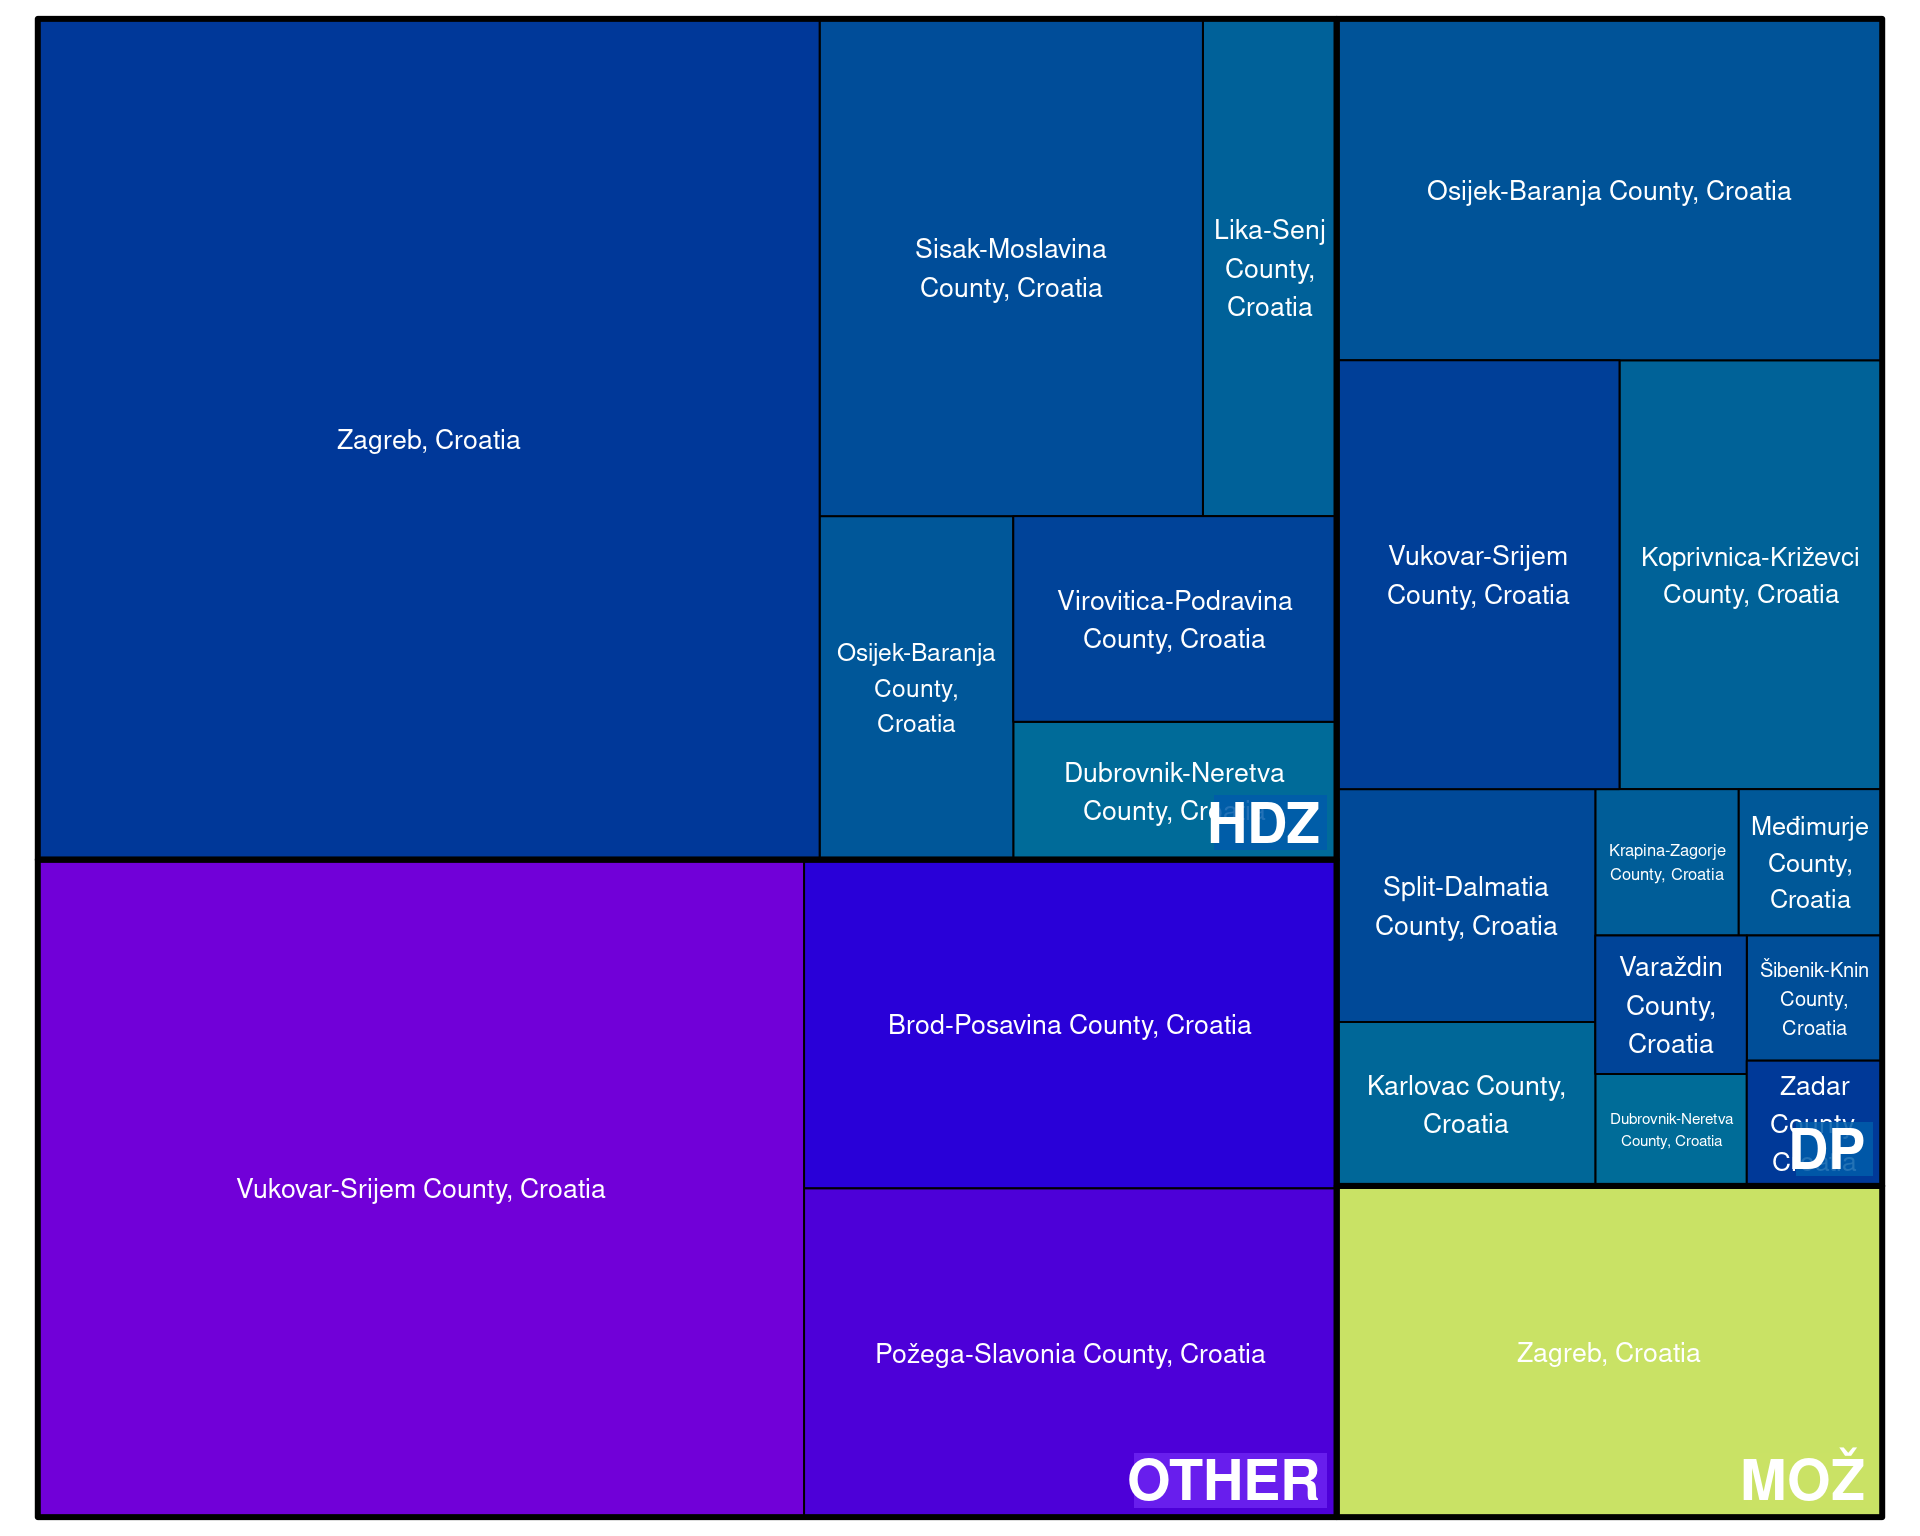 Zagreb, Croatia
Sisak-Moslavina
County, Croatia
Lika-Senj
County,
Croatia
Osijek-Baranja
County,
Croatia
Virovitica-Podravina
County, Croatia
Dubrovnik-Neretva
County, Croatia
HDZ
Osijek-Baranja County, Croatia
Vukovar-Srijem
County, Croatia
Koprivnica-Križevci
County, Croatia
Split-Dalmatia
County, Croatia
Karlovac County,
Croatia
Krapina-Zagorje
County, Croatia
Međimurje
County,
Croatia
Varaždin
County,
Croatia
Šibenik-Knin
County,
Croatia
Dubrovnik-Neretva
County, Croatia
Zadar
County,
Croatia
DP
Vukovar-Srijem County, Croatia
Brod-Posavina County, Croatia
Požega-Slavonia County, Croatia
OTHER
Zagreb, Croatia
MOŽ